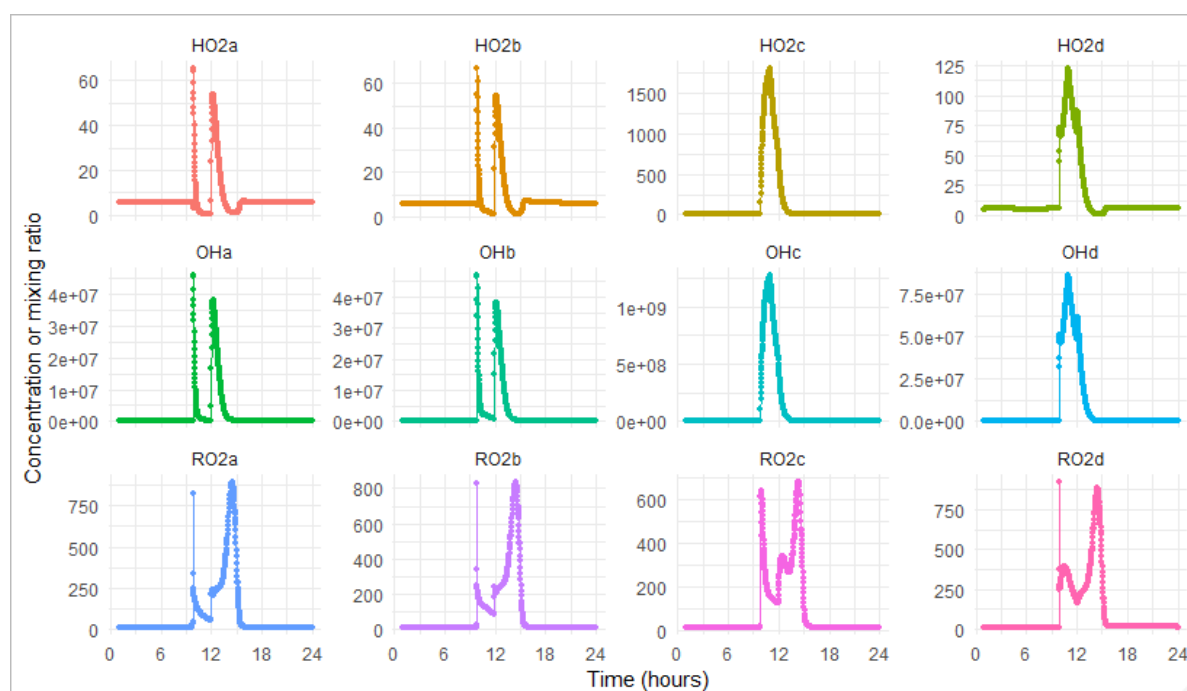 HO2a HO2b HO2c HO2d
60 60 1500 125
40 40 1000 100
20 20 500 75
0 0 0 50
25
0
OHa OHb OHc OHd
4e+07 4e+07 1e+09 7.5e+07
3e+07 3e+07 5e+08 5.0e+07
2e+07 2e+07 0e+00 2.5e+07
1e+07 1e+07 0.0e+00
0e+00 0e+00
RO2a RO2b RO2c RO2d
750 800 600 750
500 600 400 500
250 400 200 250
0 200 0 0
0
0 6 12 18 24 0 6 12 18 24 0 6 12 18 24 0 6 12 18 24
Time (hours)
Concentration or mixing ratio